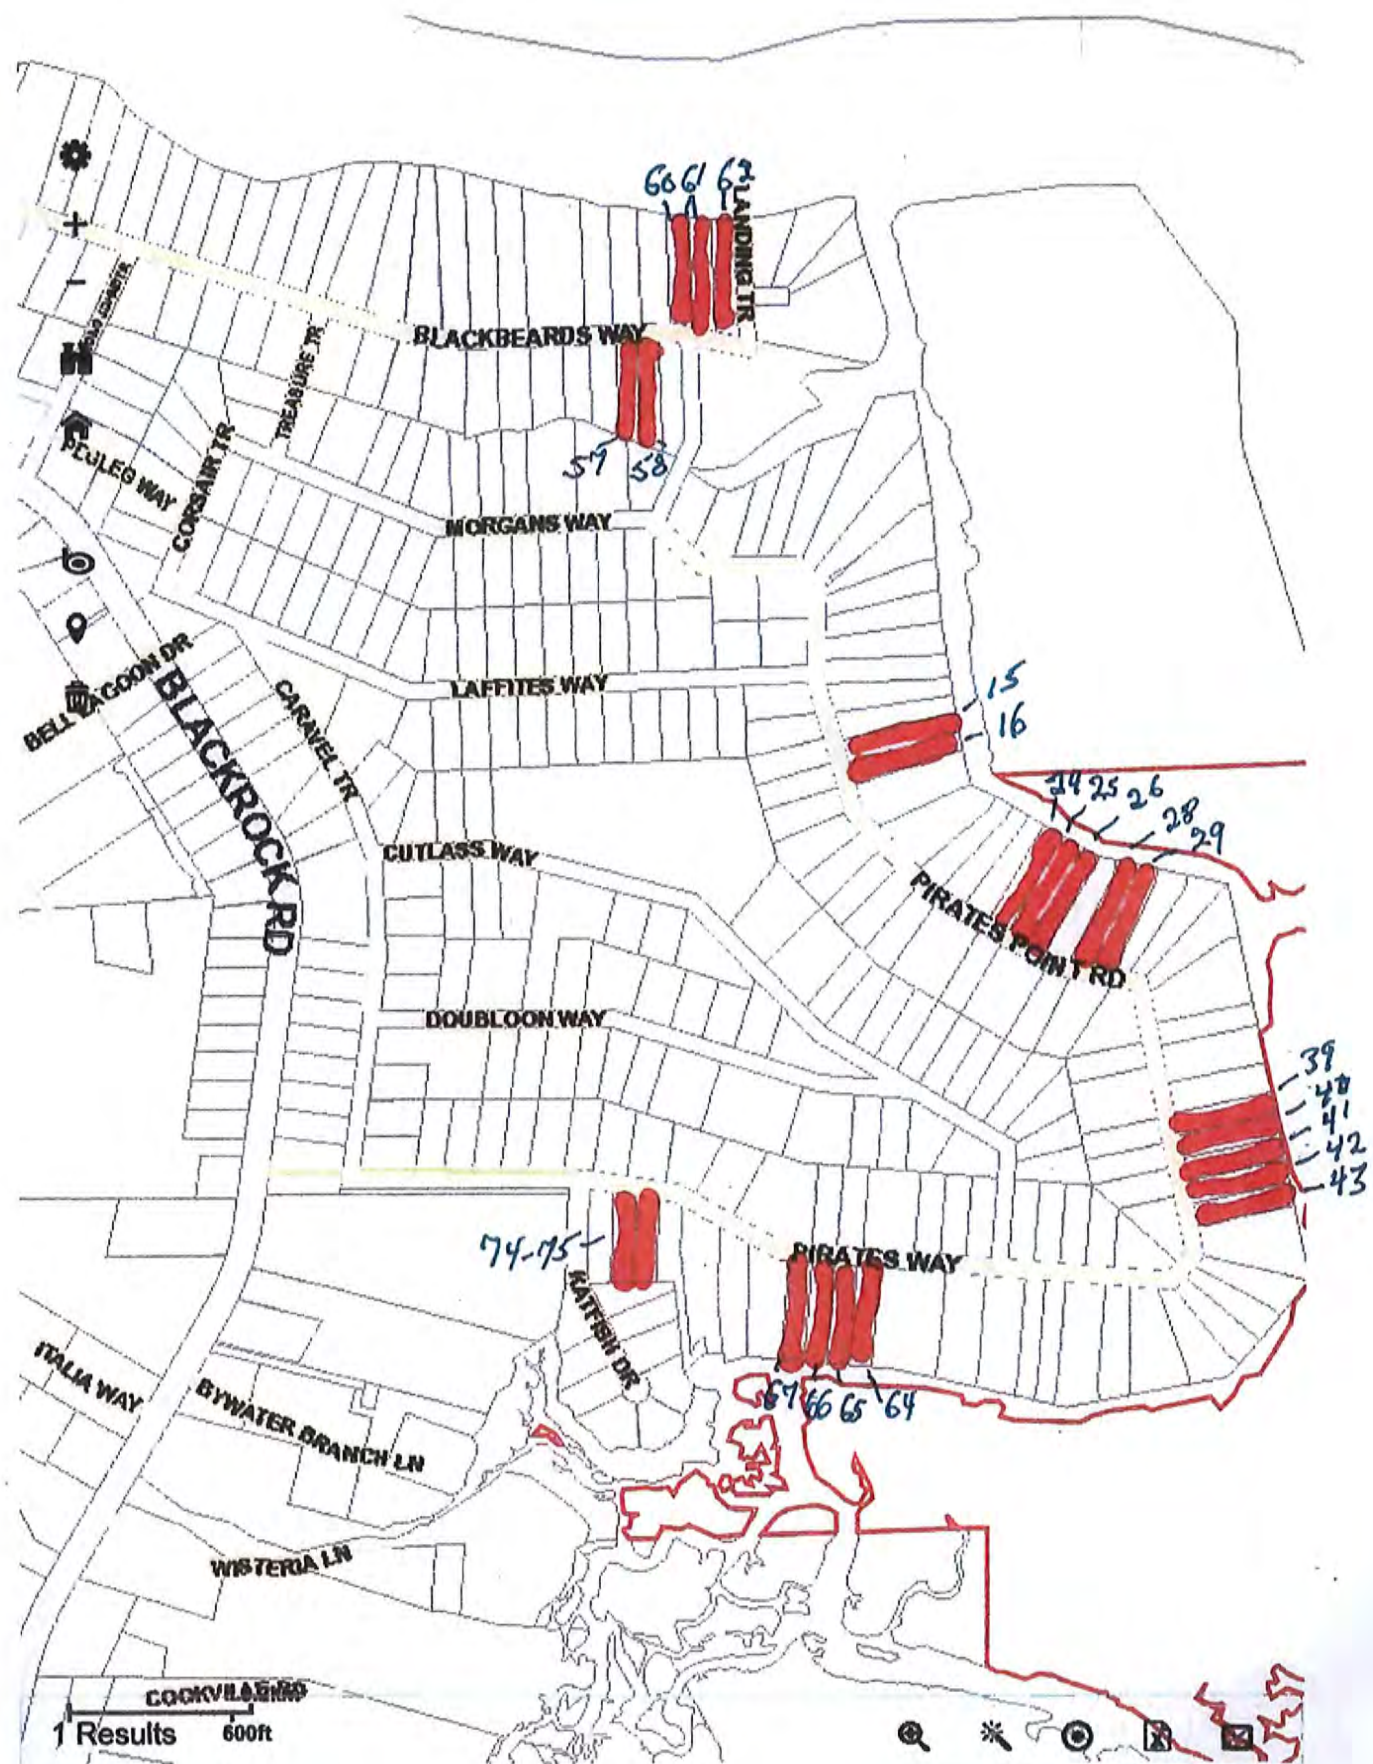 60 61 62
LANDING TR
BLACKBEARDS WAY
TREASURE TR
57 58
PEGLEG WAY
CORSAIR TR
MORGANS WAY
BELL LAGOON DR
LAFFITES WAY
15
16
CARAVEL TR
BLACKROCK RD
24 25 26
28
29
CUTLASS WAY
PIRATES POINT RD
DOUBLOON WAY
39
40
41
42
43
74-75
PIRATES WAY
KATFISH DR
67 66 65 64
ITALIA WAY
BYWATER BRANCH LN
WISTERIA LN
1 Results
600ft